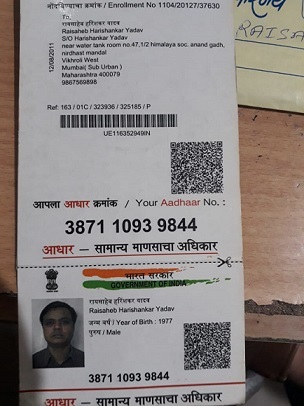 नोंदविण्याचा क्रमांक / Enrollment No 1104/20127/37630
To,
रायसाहेब हरिशंकर यादव
Raisaheb Harishankar Yadav
S/O Harishanker Yadav
near water tank room no.47,1/2 himalaya soc. anand gadh,
nirdhast mandal
Vikhroli West
Mumbai( Sub Urban )
Maharashtra 400079
9867569898
12/08/2011
Ref: 163 / 01C / 323936 / 325185 / P
UE116352949IN
आपला आधार क्रमांक / Your Aadhaar No. :
3871 1093 9844
आधार – सामान्य माणसाचा अधिकार
भारत सरकार
GOVERNMENT OF INDIA
रायसाहेब हरिशंकर यादव
Raisaheb Harishankar Yadav
जन्म वर्ष / Year of Birth : 1977
पुरुष / Male
3871 1093 9844
आधार – सामान्य माणसाचा अधिकार